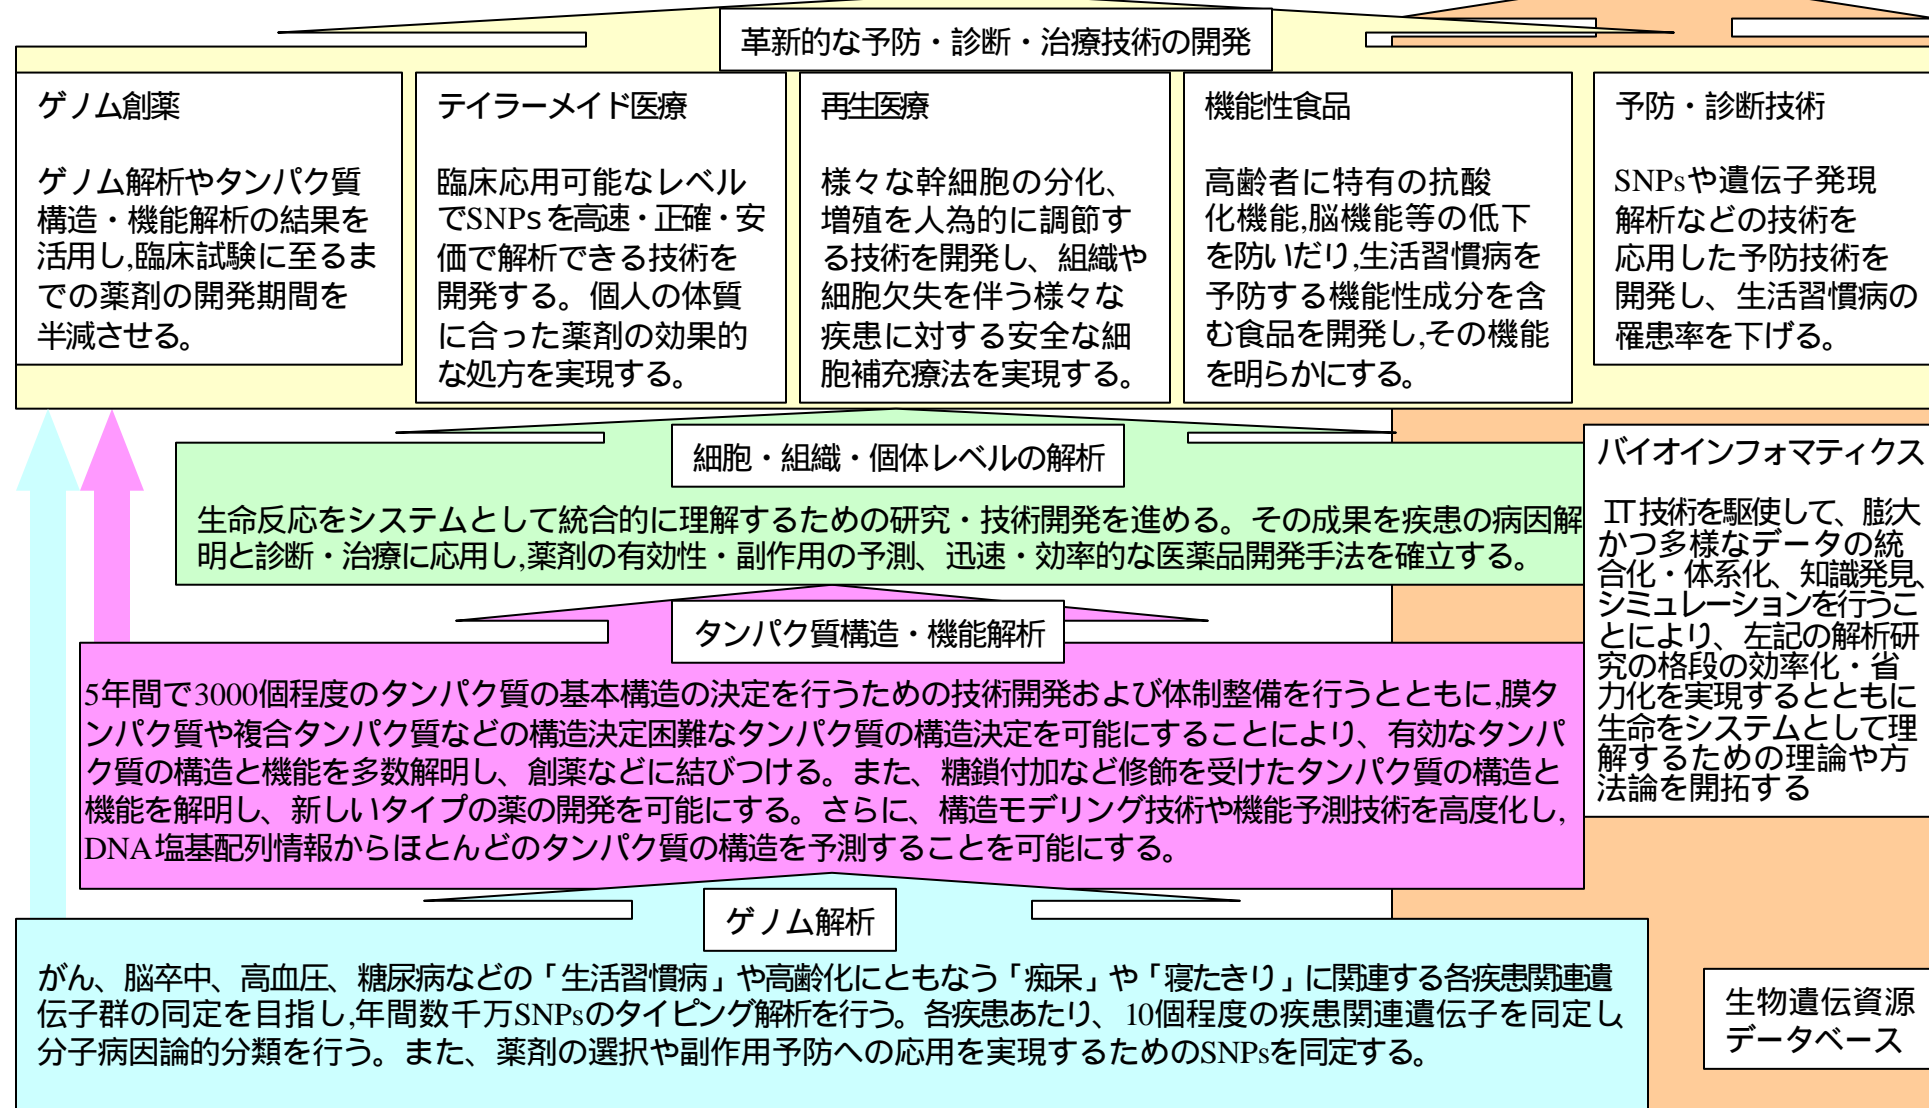 革新的な予防・診断・治療技術の開発
ゲノム創薬
ゲノム解析やタンパク質
構造・機能解析の結果を
活用し,臨床試験に至るま
での薬剤の開発期間を
半減させる。
テイラーメイド医療
臨床応用可能なレベル
でSNPsを高速・正確・安
価で解析できる技術を
開発する。個人の体質
に合った薬剤の効果的
な処方を実現する。
再生医療
様々な幹細胞の分化、
増殖を人為的に調節す
る技術を開発し、組織や
細胞欠失を伴う様々な
疾患に対する安全な細
胞補充療法を実現する。
機能性食品
高齢者に特有の抗酸
化機能,脳機能等の低下
を防いだり,生活習慣病を
予防する機能性成分を含
む食品を開発し,その機能
を明らかにする。
予防・診断技術
SNPsや遺伝子発現
解析などの技術を
応用した予防技術を
開発し、生活習慣病の
罹患率を下げる。
細胞・組織・個体レベルの解析
生命反応をシステムとして統合的に理解するための研究・技術開発を進める。その成果を疾患の病因解
明と診断・治療に応用し,薬剤の有効性・副作用の予測、迅速・効率的な医薬品開発手法を確立する。
バイオインフォマティクス
IT技術を駆使して、膨大
かつ多様なデータの統
合化・体系化、知識発見、
シミュレーションを行うこ
とにより、左記の解析研
究の格段の効率化・省
力化を実現するとともに
生命をシステムとして理
解するための理論や方
法論を開拓する
タンパク質構造・機能解析
5年間で3000個程度のタンパク質の基本構造の決定を行うための技術開発および体制整備を行うとともに,膜タ
ンパク質や複合タンパク質などの構造決定困難なタンパク質の構造決定を可能にすることにより、有効なタンパ
ク質の構造と機能を多数解明し、創薬などに結びつける。また、糖鎖付加など修飾を受けたタンパク質の構造と
機能を解明し、新しいタイプの薬の開発を可能にする。さらに、構造モデリング技術や機能予測技術を高度化し,
DNA塩基配列情報からほとんどのタンパク質の構造を予測することを可能にする。
ゲノム解析
がん、脳卒中、高血圧、糖尿病などの「生活習慣病」や高齢化にともなう「痴呆」や「寝たきり」に関連する各疾患関連遺
伝子群の同定を目指し,年間数千万SNPsのタイピング解析を行う。各疾患あたり、10個程度の疾患関連遺伝子を同定し
分子病因論的分類を行う。また、薬剤の選択や副作用予防への応用を実現するためのSNPsを同定する。
生物遺伝資源
データベース